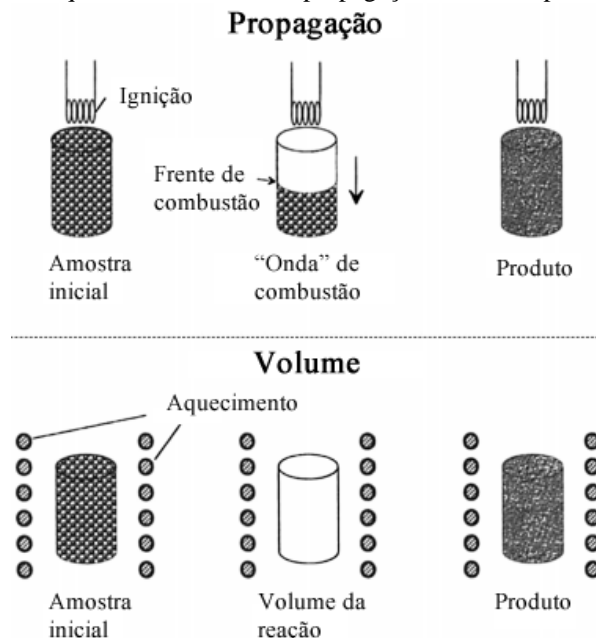 Propagação
Ignição
Frente de
combustão
Amostra
inicial
“Onda” de
combustão
Produto
Volume
Aquecimento
Amostra
inicial
Volume da
reação
Produto